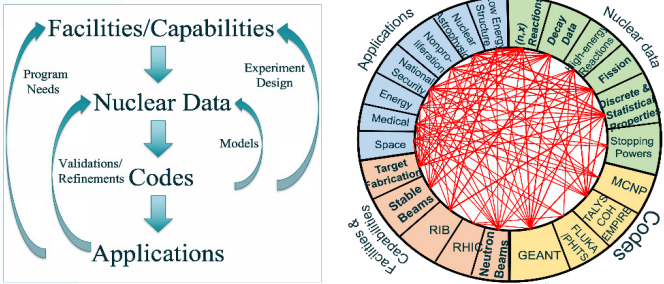 Facilities/Capabilities
Program
Needs
Experiment
Design
Nuclear Data
Models
Validations/
Refinements
Codes
Applications
Applications
Space
Medical
Energy
National
Security
Nonpro-
liferation
Nuclear
Astrophysics
Low Energy
Structure
Nuclear data
(n,x)
Reactions
Decay
Data
High-energy
Reactions
Fission
Discrete &
Statistical
Properties
Stopping
Powers
Codes
MCNP
TALYS
COH
EMPIRE
FLUKA
/PHITS
GEANT
Facilities &
Capabilities
Neutron
Beams
RHIC
RIB
Stable
Beams
Target
Fabrication